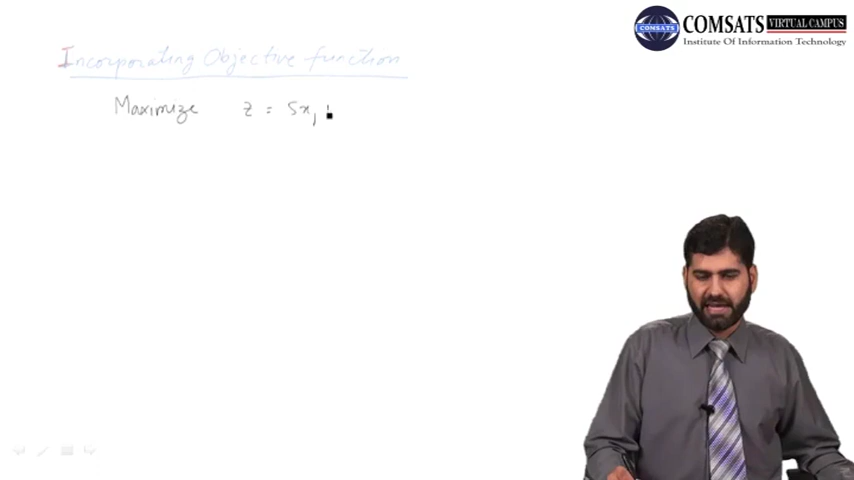 COMSATS VIRTUAL CAMPUS
Institute Of Information Technology
Incorporating Objective function
Maximize z = 5x₁